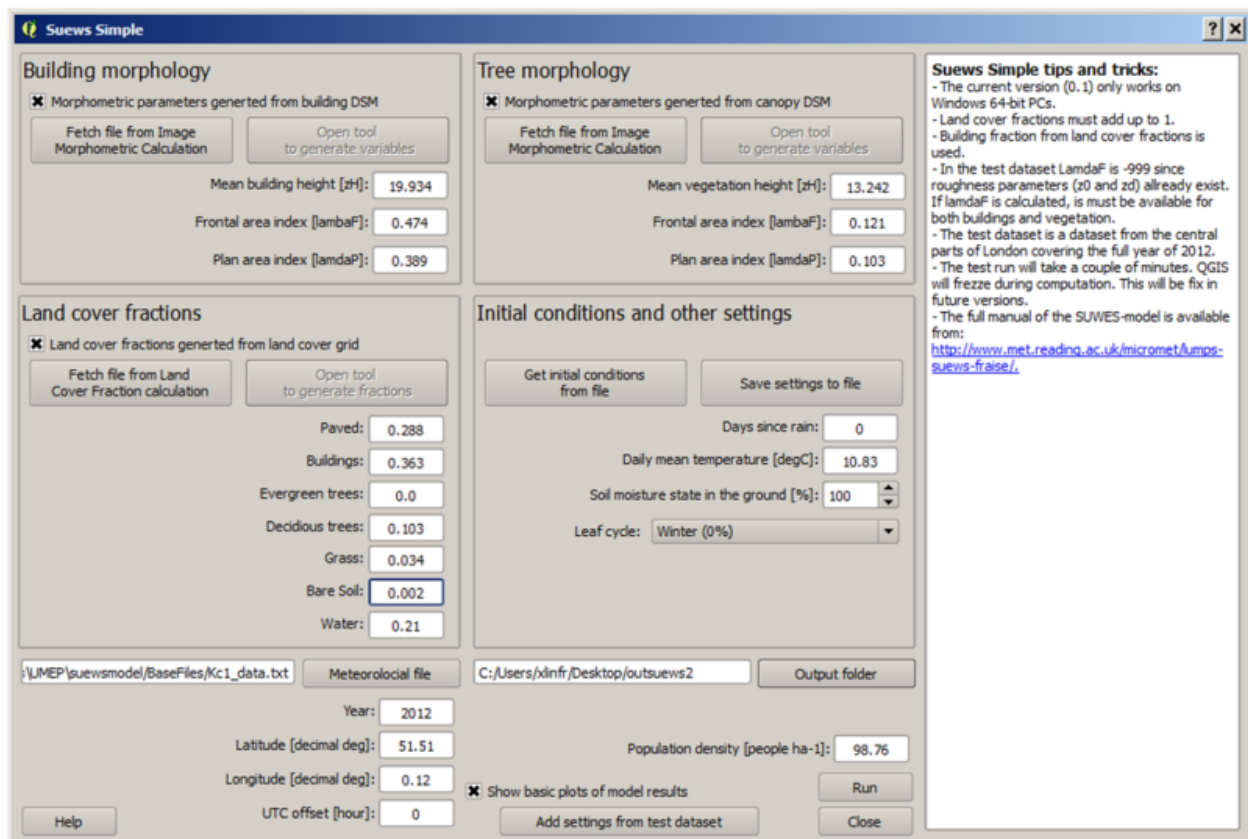 Suews Simple
Building morphology
Morphometric parameters generted from building DSM
Fetch file from Image
Morphometric Calculation
Open tool
to generate variables
Mean building height [zH]: 19.934
Frontal area index [lambaF]: 0.474
Plan area index [lamdaP]: 0.389
Tree morphology
Morphometric parameters generted from canopy DSM
Fetch file from Image
Morphometric Calculation
Open tool
to generate variables
Mean vegetation height [zH]: 13.242
Frontal area index [lambaF]: 0.121
Plan area index [lamdaP]: 0.103
Land cover fractions
Land cover fractions generted from land cover grid
Fetch file from Land
Cover Fraction calculation
Open tool
to generate fractions
Paved: 0.288
Buildings: 0.363
Evergreen trees: 0.0
Decidious trees: 0.103
Grass: 0.034
Bare Soil: 0.002
Water: 0.21
Initial conditions and other settings
Get initial conditions
from file
Save settings to file
Days since rain: 0
Daily mean temperature [degC]: 10.83
Soil moisture state in the ground [%]: 100
Leaf cycle: Winter (0%)
:\UMEP\suewsmodel/BaseFiles/Kc1_data.txt
Meteorolocial file
C:/Users/xlinfr/Desktop/outsuews2
Output folder
Year: 2012
Latitude [decimal deg]: 51.51
Longitude [decimal deg]: 0.12
UTC offset [hour]: 0
Population density [people ha-1]: 98.76
Show basic plots of model results
Run
Help
Add settings from test dataset
Close
Suews Simple tips and tricks:
- The current version (0.1) only works on
Windows 64-bit PCs.
- Land cover fractions must add up to 1.
- Building fraction from land cover fractions is
used.
- In the test dataset LamdaF is -999 since
roughness parameters (z0 and zd) allready exist.
If lamdaF is calculated, is must be available for
both buildings and vegetation.
- The test dataset is a dataset from the central
parts of London covering the full year of 2012.
- The test run will take a couple of minutes. QGIS
will frezze during computation. This will be fix in
future versions.
- The full manual of the SUWES-model is available
from:
http://www.met.reading.ac.uk/micromet/lumps-
suews-fraise/.